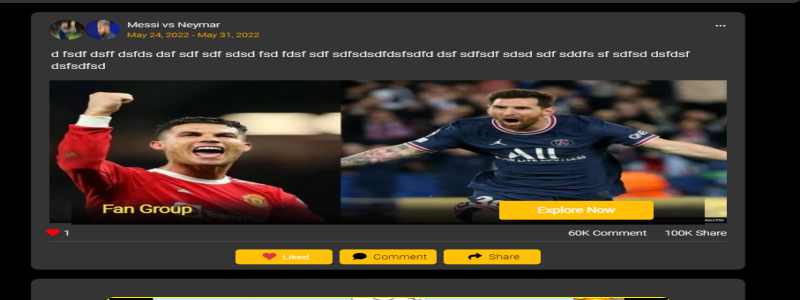 Messi vs Neymar
May 24, 2022 - May 31, 2022
d fsdf dsff dsfds dsf sdf sdf sdsd fsd fdsf sdf sdfsdsdfdsfsdfd dsf sdfsdf sdsd sdf sddfs sf sdfsd dsfdsf
dsfsdfsd
Fan Group
Explore Now
1
60K Comment 100K Share
Liked Comment Share